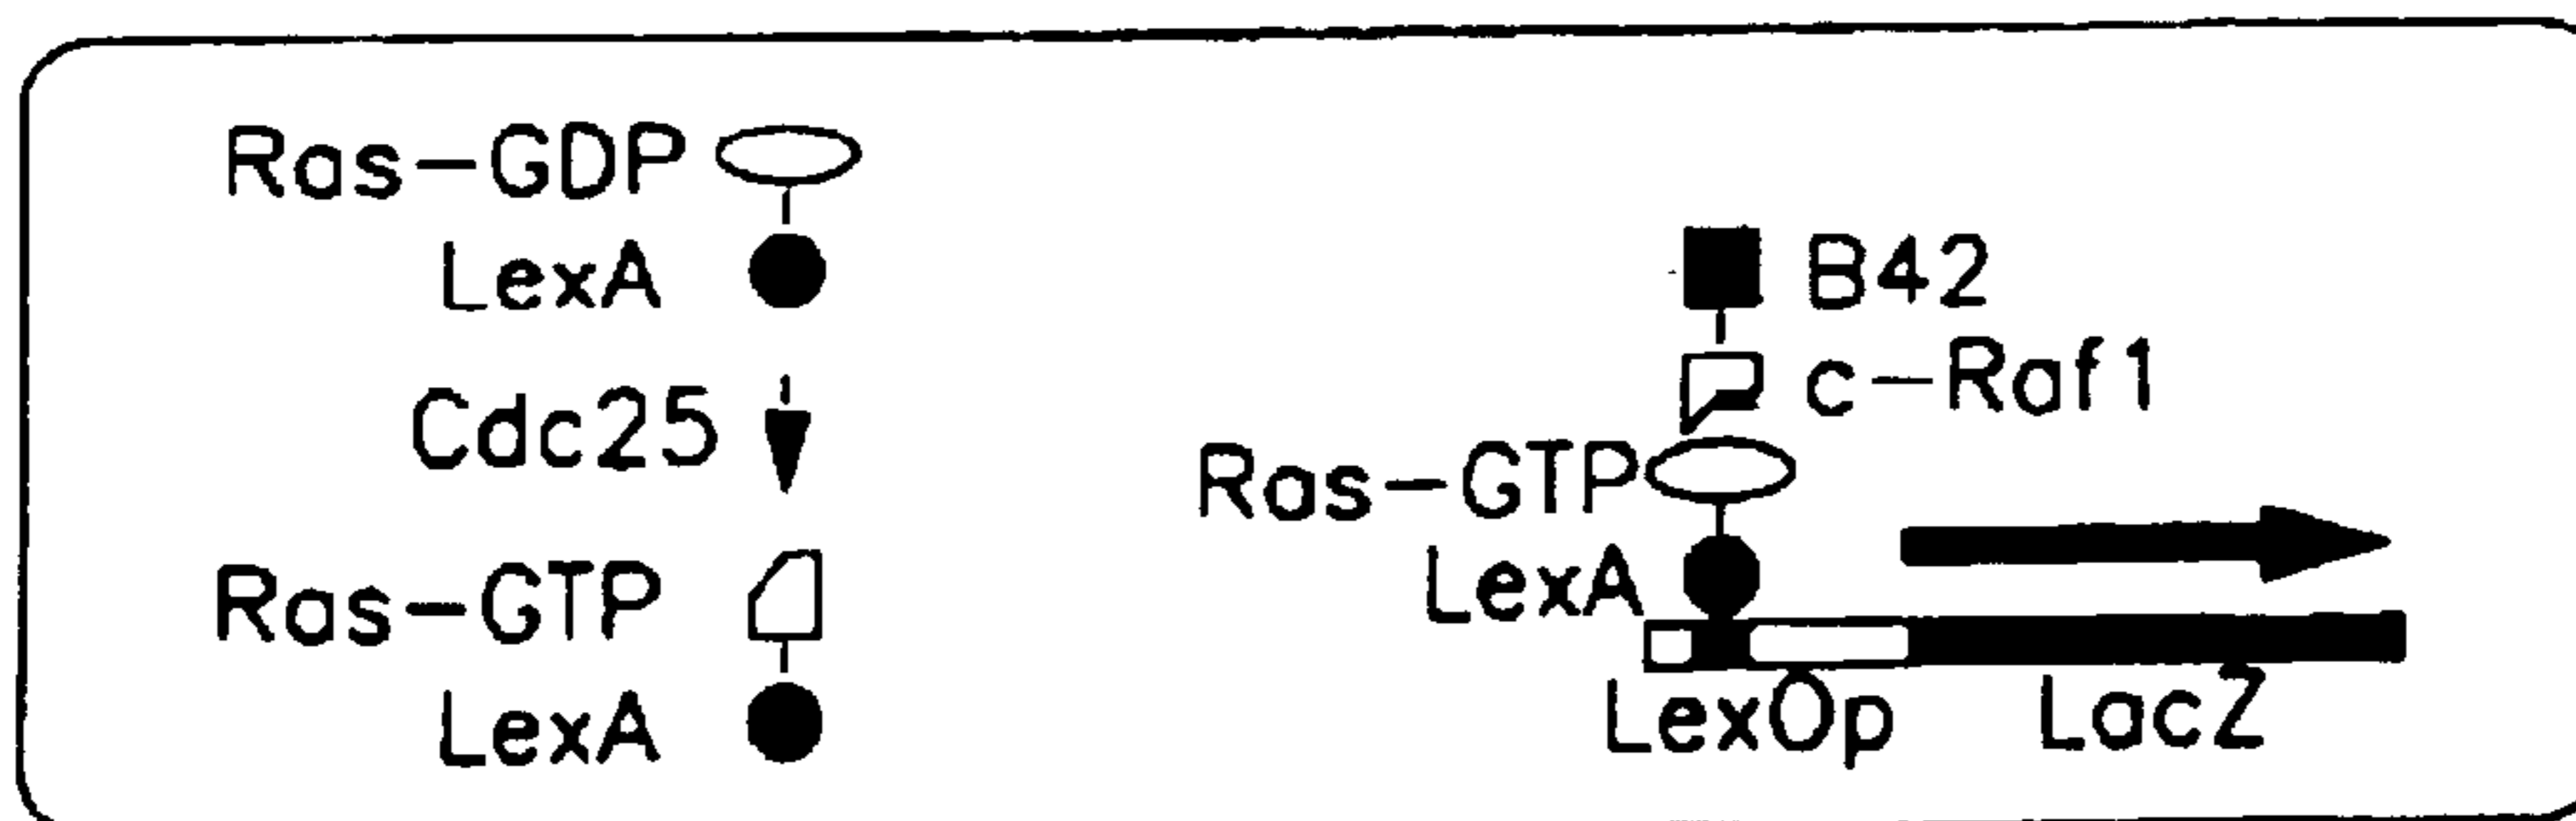 Ras-GDP
LexA
Cdc25
Ras-GTP
LexA
B42
c-Raf1
Ras-GTP
LexA
LexOp
LacZ